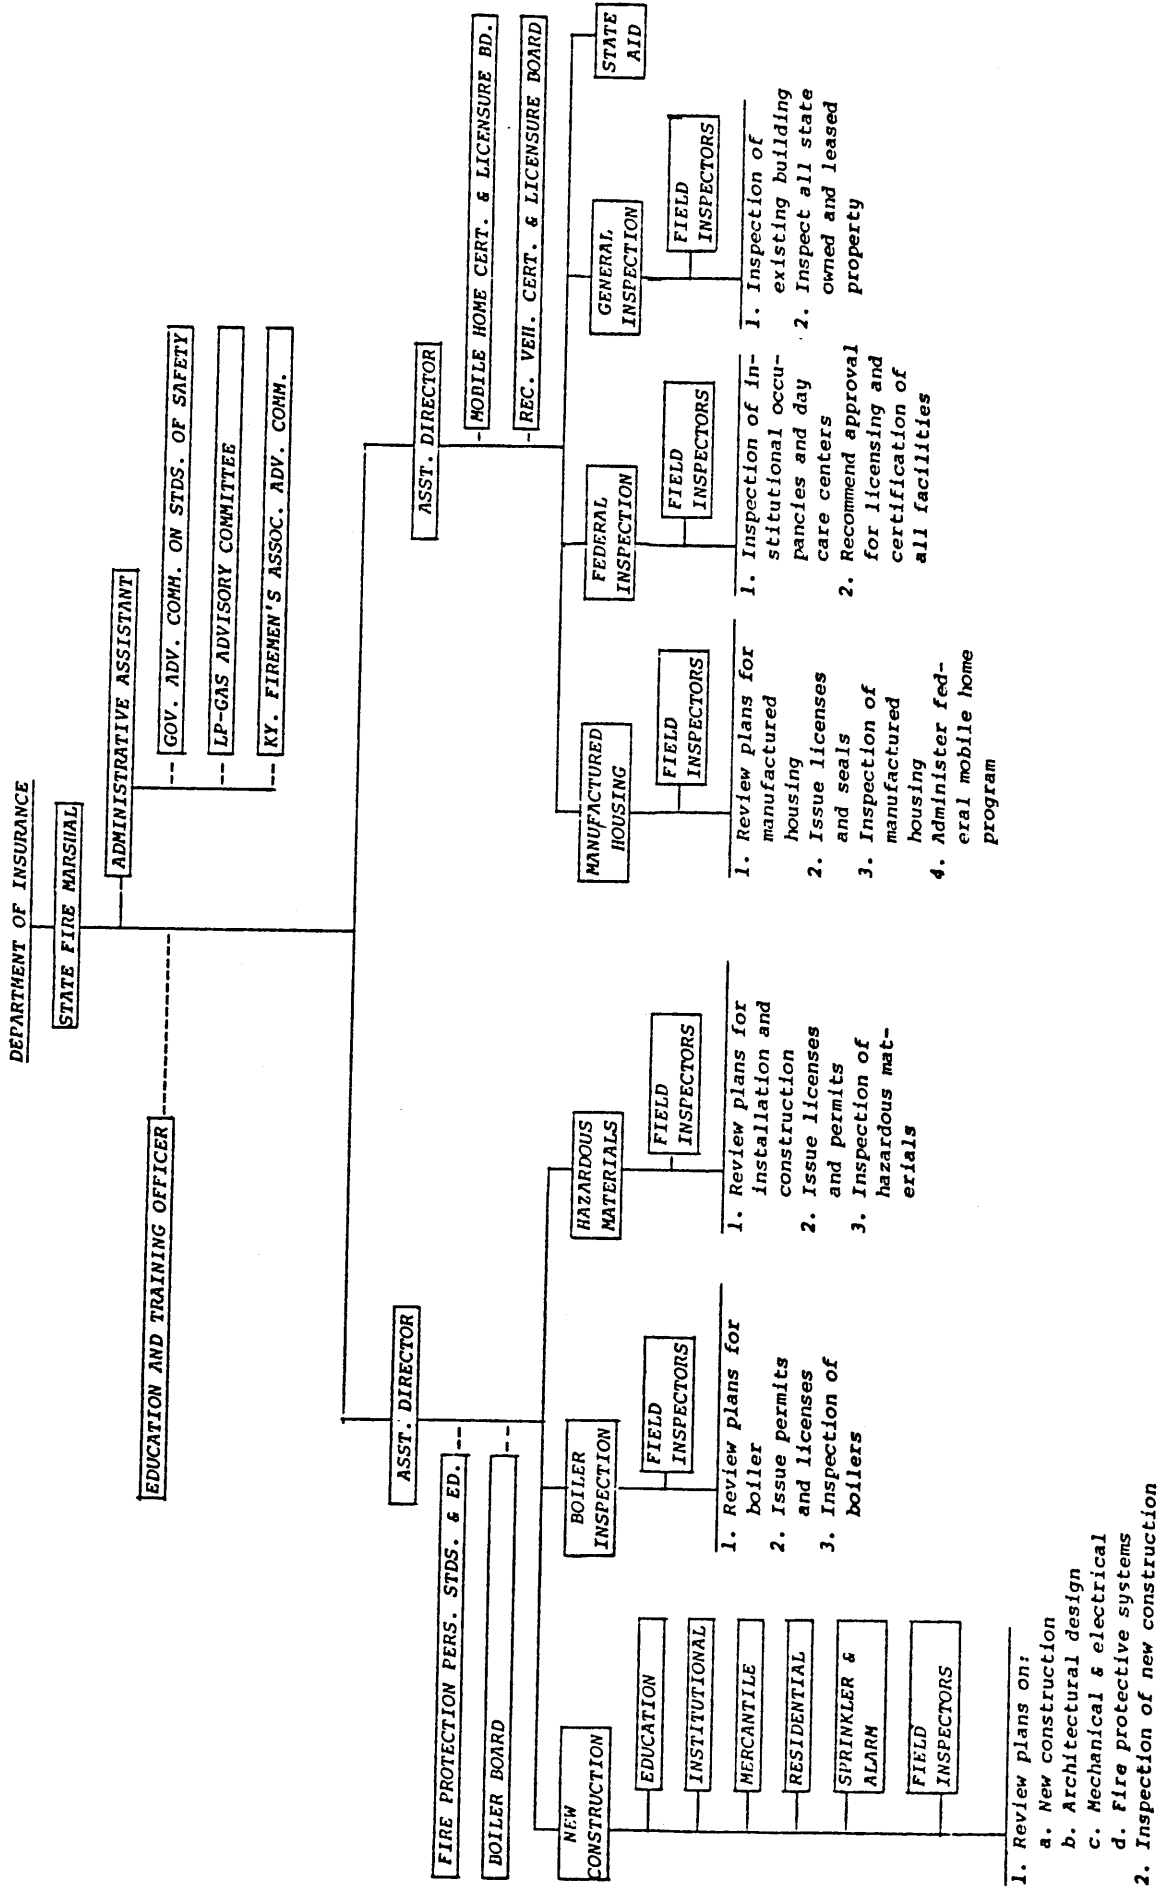 DEPARTMENT OF INSURANCE
STATE FIRE MARSHAL
ADMINISTRATIVE ASSISTANT
EDUCATION AND TRAINING OFFICER
GOV. ADV. COMM. ON STDS. OF SAFETY
LP-GAS ADVISORY COMMITTEE
KY. FIREMEN'S ASSOC. ADV. COMM.
ASST. DIRECTOR
FIRE PROTECTION PERS. STDS. & ED.
BOILER BOARD
NEW
CONSTRUCTION
EDUCATION
INSTITUTIONAL
MERCANTILE
RESIDENTIAL
SPRINKLER &
ALARM
FIELD
INSPECTORS
1. Review plans on:
a. New construction
b. Architectural design
c. Mechanical & electrical
d. Fire protective systems
2. Inspection of new construction
BOILER
INSPECTION
FIELD
INSPECTORS
1. Review plans for
boiler
2. Issue permits
and licenses
3. Inspection of
boilers
HAZARDOUS
MATERIALS
FIELD
INSPECTORS
1. Review plans for
installation and
construction
2. Issue licenses
and permits
3. Inspection of
hazardous mat-
erials
ASST. DIRECTOR
MOBILE HOME CERT. & LICENSURE BD.
REC. VEH. CERT. & LICENSURE BOARD
MANUFACTURED
HOUSING
FIELD
INSPECTORS
1. Review plans for
manufactured
housing
2. Issue licenses
and seals
3. Inspection of
manufactured
housing
4. Administer fed-
eral mobile home
program
FEDERAL
INSPECTION
FIELD
INSPECTORS
1. Inspection of in-
stitutional occu-
pancies and day
care centers
2. Recommend approval
for licensing and
certification of
all facilities
GENERAL
INSPECTION
FIELD
INSPECTORS
1. Inspection of
existing building
2. Inspect all state
owned and leased
property
STATE
AID